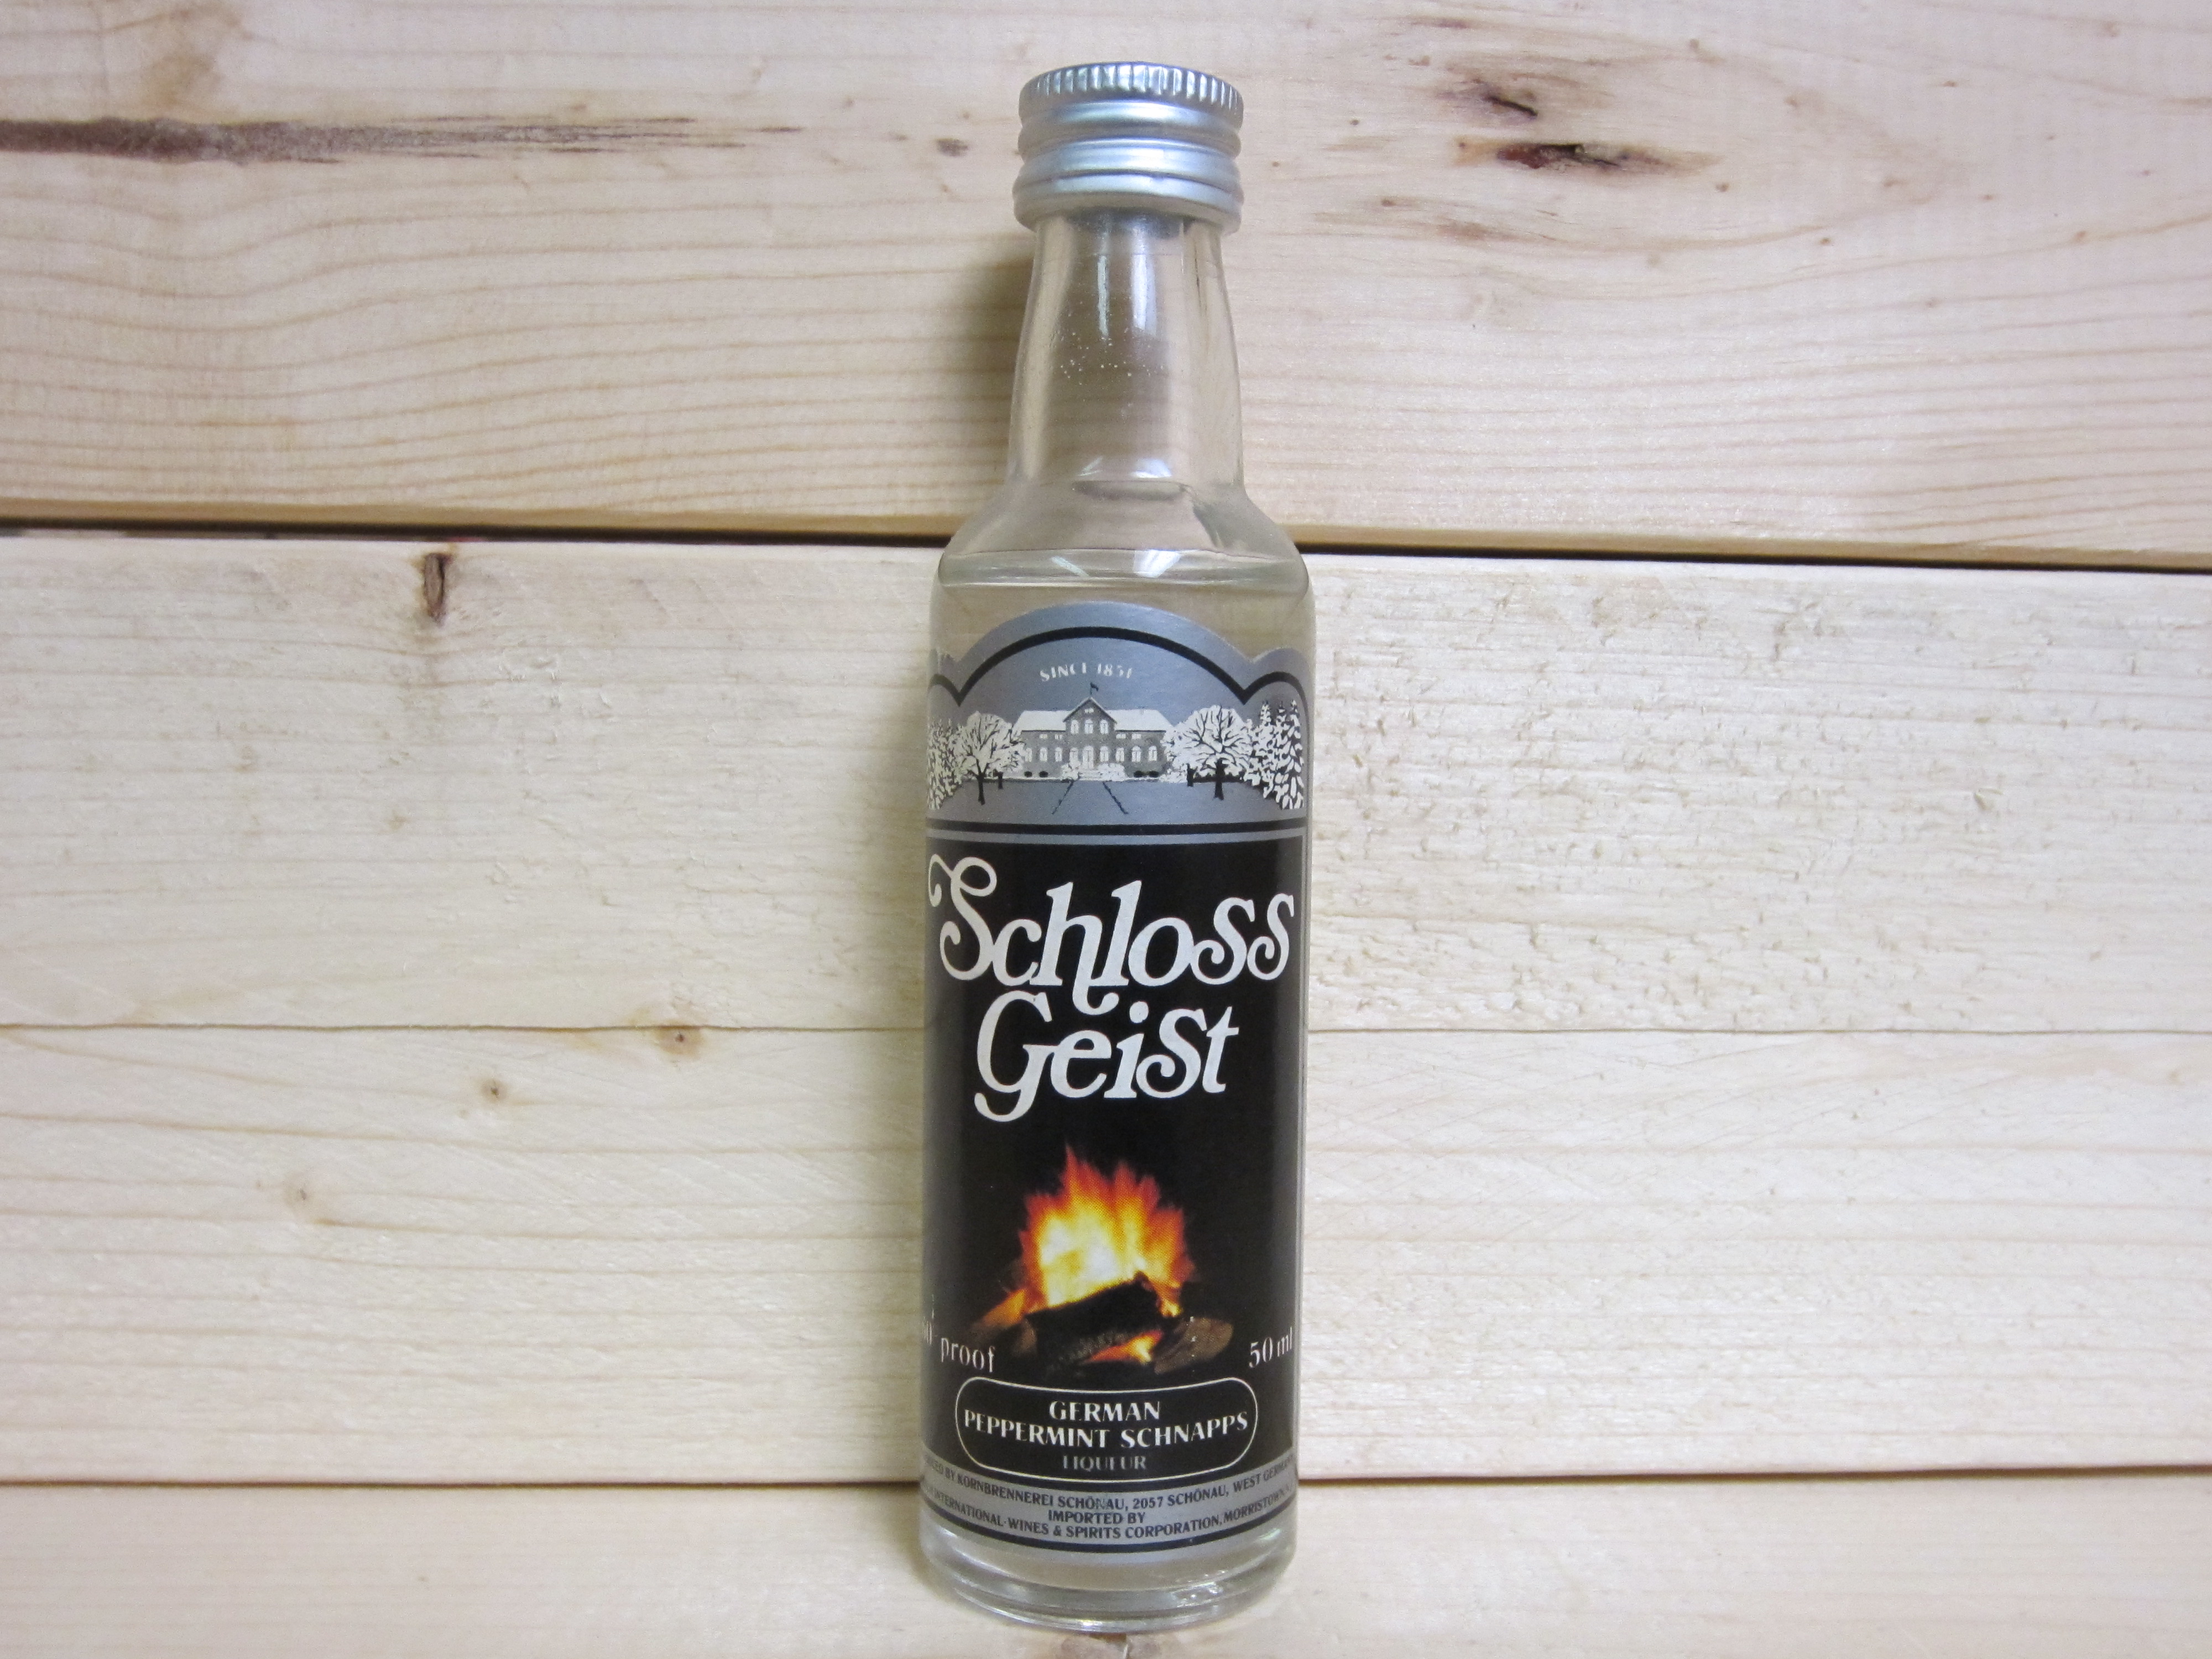 SINCE 1851
Schloss
Geist
proof
50 ml
GERMAN
PEPPERMINT SCHNAPPS
LIQUEUR
BY KORNBRENNEREI SCHÖNAU, 2057 SCHÖNAU, WEST
IMPORTED BY
INTERNATIONAL-WINES & SPIRITS CORPORATION,